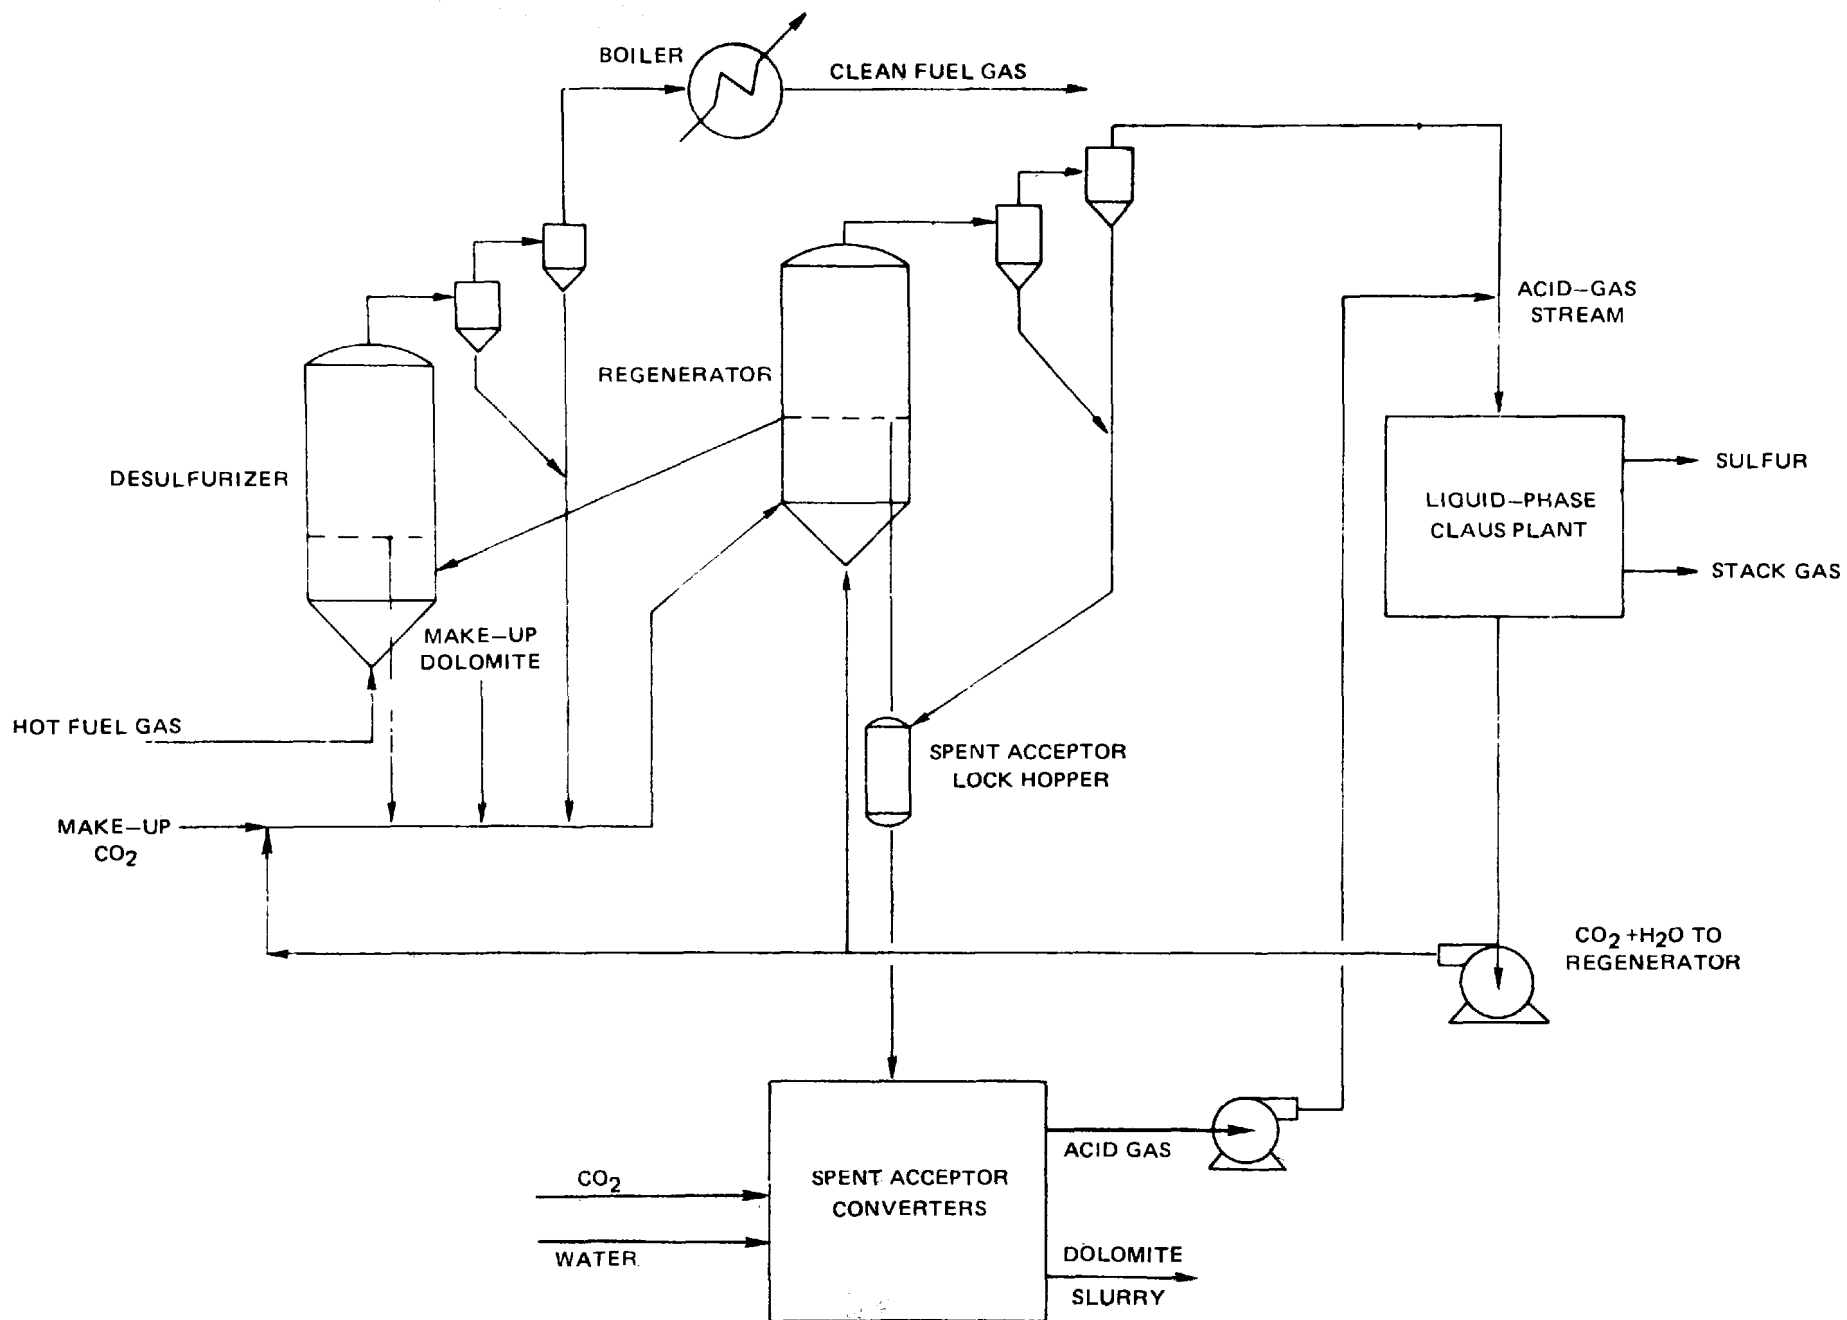 BOILER
CLEAN FUEL GAS
ACID–GAS
STREAM
REGENERATOR
DESULFURIZER
SULFUR
LIQUID–PHASE
CLAUS PLANT
STACK GAS
MAKE–UP
DOLOMITE
HOT FUEL GAS
SPENT ACCEPTOR
LOCK HOPPER
MAKE–UP
CO₂
CO₂ +H₂O TO
REGENERATOR
ACID GAS
CO₂
SPENT ACCEPTOR
CONVERTERS
WATER
DOLOMITE
SLURRY